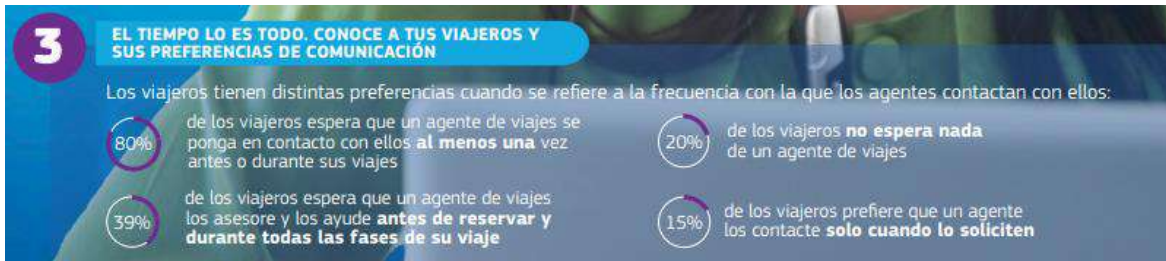 3
EL TIEMPO LO ES TODO. CONOCE A TUS VIAJEROS Y
SUS PREFERENCIAS DE COMUNICACIÓN
Los viajeros tienen distintas preferencias cuando se refiere a la frecuencia con la que los agentes contactan con ellos:
80%
de los viajeros espera que un agente de viajes se
ponga en contacto con ellos al menos una vez
antes o durante sus viajes
20%
de los viajeros no espera nada
de un agente de viajes
39%
de los viajeros espera que un agente de viajes
los asesore y los ayude antes de reservar y
durante todas las fases de su viaje
15%
de los viajeros prefiere que un agente
los contacte solo cuando lo soliciten